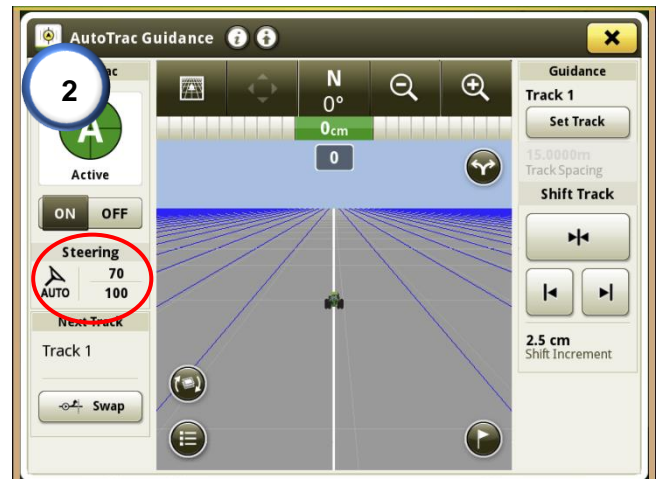 AutoTrac Guidance
2
A
Active
ON OFF
Steering
AUTO
70
100
Next Track
Track 1
Swap
N
0°
0cm
0
Guidance
Track 1
Set Track
15.0000m
Track Spacing
Shift Track
2.5 cm
Shift Increment